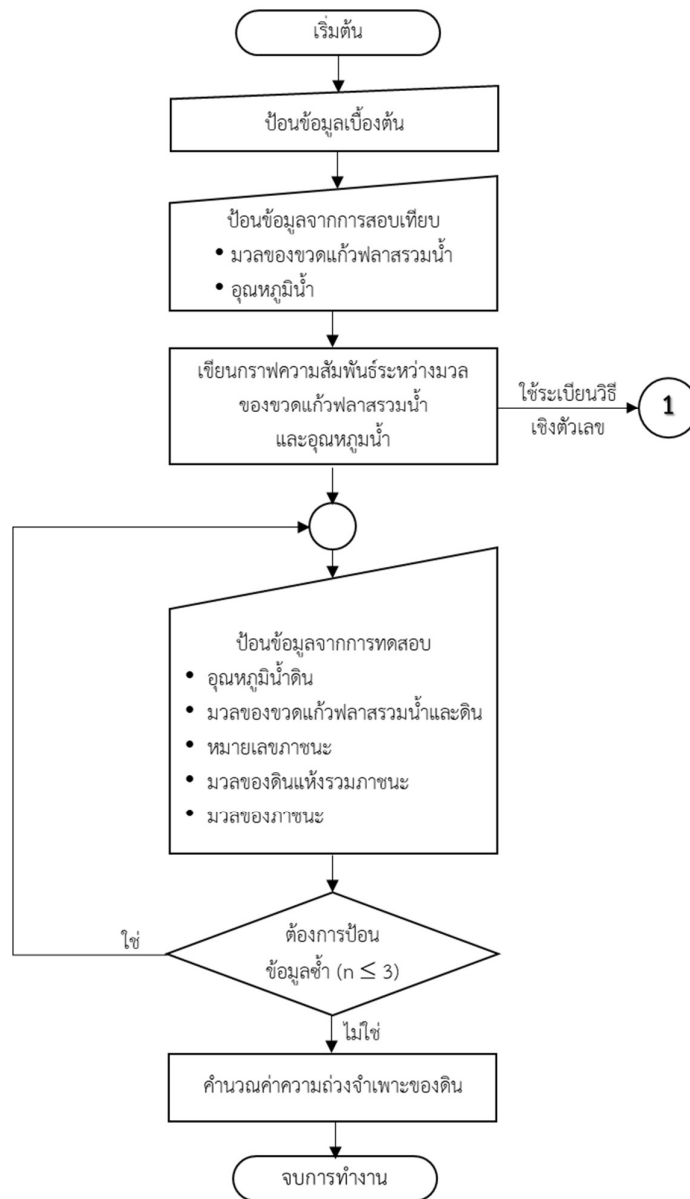 เริ่มต้น
ป้อนข้อมูลเบื้องต้น
ป้อนข้อมูลจากการสอบเทียบ
• มวลของขวดแก้วฟลาสรวมน้ำ
• อุณหภูมิน้ำ
เขียนกราฟความสัมพันธ์ระหว่างมวล
ของขวดแก้วฟลาสรวมน้ำ
และอุณหภูมน้ำ
ใช้ระเบียนวิธี
เชิงตัวเลข
1
ป้อนข้อมูลจากการทดสอบ
• อุณหภูมิน้ำดิน
• มวลของขวดแก้วฟลาสรวมน้ำและดิน
• หมายเลขภาชนะ
• มวลของดินแห้งรวมภาชนะ
• มวลของภาชนะ
ต้องการป้อน
ข้อมูลซ้ำ (n ≤ 3)
ใช่
ไม่ใช่
คำนวณค่าความถ่วงจำเพาะของดิน
จบการทำงาน